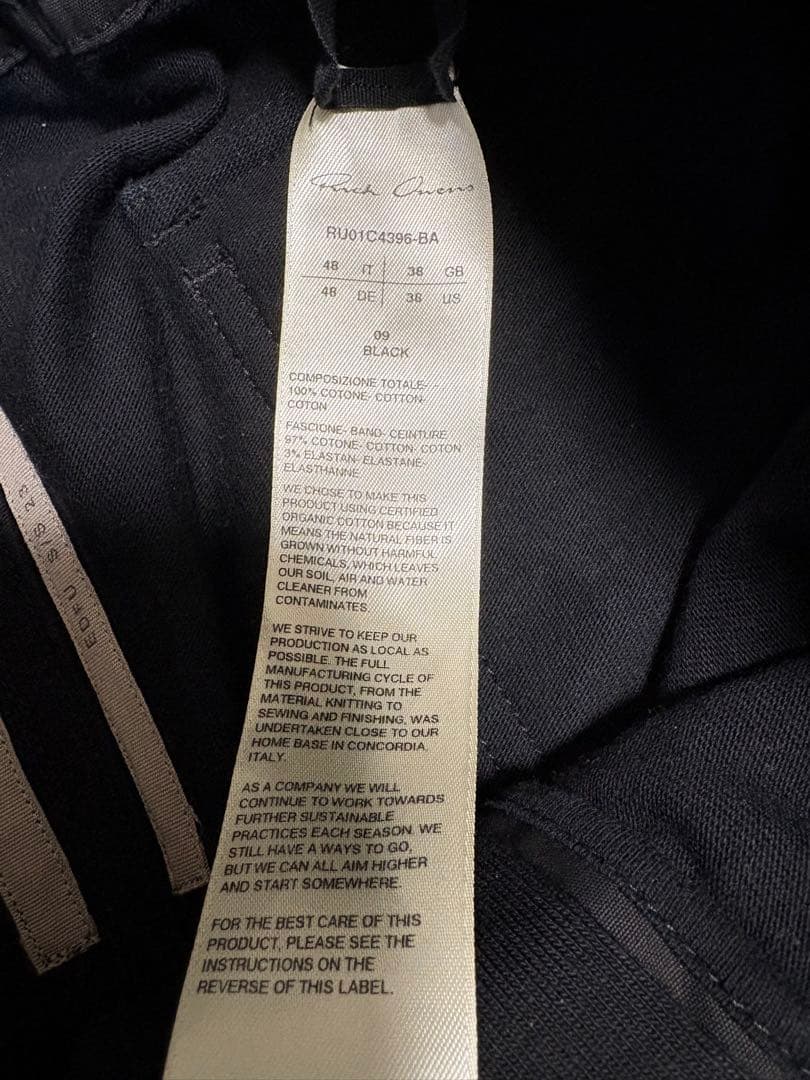 Rick Owens
RU01C4396-BA
48 IT 38 GB
48 DE 38 US
09
BLACK
COMPOSIZIONE TOTALE- -
100% COTONE- COTTON-
COTON
FASCIONE- BAND- CEINTURE
97% COTONE- COTTON- COTON
3% ELASTAN- ELASTANE-
ELASTHANNE
WE CHOSE TO MAKE THIS
PRODUCT USING CERTIFIED
ORGANIC COTTON BECAUSE IT
MEANS THE NATURAL FIBER IS
GROWN WITHOUT HARMFUL
CHEMICALS, WHICH LEAVES
OUR SOIL, AIR AND WATER
CLEANER FROM
CONTAMINATES.
WE STRIVE TO KEEP OUR
PRODUCTION AS LOCAL AS
POSSIBLE. THE FULL
MANUFACTURING CYCLE OF
THIS PRODUCT, FROM THE
MATERIAL KNITTING TO
SEWING AND FINISHING, WAS
UNDERTAKEN CLOSE TO OUR
HOME BASE IN CONCORDIA,
ITALY.
AS A COMPANY WE WILL
CONTINUE TO WORK TOWARDS
FURTHER SUSTAINABLE
PRACTICES EACH SEASON. WE
STILL HAVE A WAYS TO GO,
BUT WE CAN ALL AIM HIGHER
AND START SOMEWHERE.
FOR THE BEST CARE OF THIS
PRODUCT, PLEASE SEE THE
INSTRUCTIONS ON THE
REVERSE OF THIS LABEL.
EDFU S/S 23